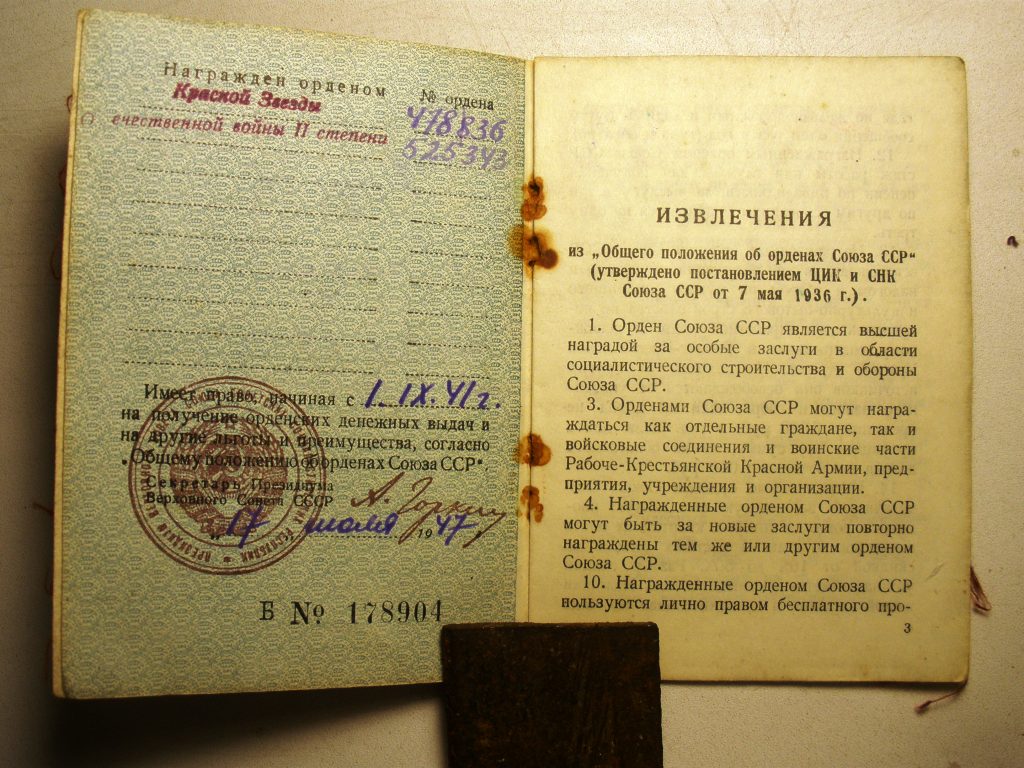 Награжден орденом
№ ордена
Красной Звезды
478836
О ечественной войны II степени
525343
Имеет право, начиная с 1.IX.41г.
на получение орденских денежных выдач и
на другие льготы и преимущества, согласно
„Общему положению об орденах Союза ССР“
Секретарь Президиума
Верховного Совета СССР
А. Горкин
„17 июля 1947
Б № 178904
ИЗВЛЕЧЕНИЯ
из „Общего положения об орденах Союза ССР“
(утверждено постановлением ЦИК и СНК
Союза ССР от 7 мая 1936 г.).
1. Орден Союза ССР является высшей
наградой за особые заслуги в области
социалистического строительства и обороны
Союза ССР.
3. Орденами Союза ССР могут награ-
ждаться как отдельные граждане, так и
войсковые соединения и воинские части
Рабоче-Крестьянской Красной Армии, пред-
приятия, учреждения и организации.
4. Награжденные орденом Союза ССР
могут быть за новые заслуги повторно
награждены тем же или другим орденом
Союза ССР.
10. Награжденные орденом Союза ССР
пользуются лично правом бесплатного про-
3